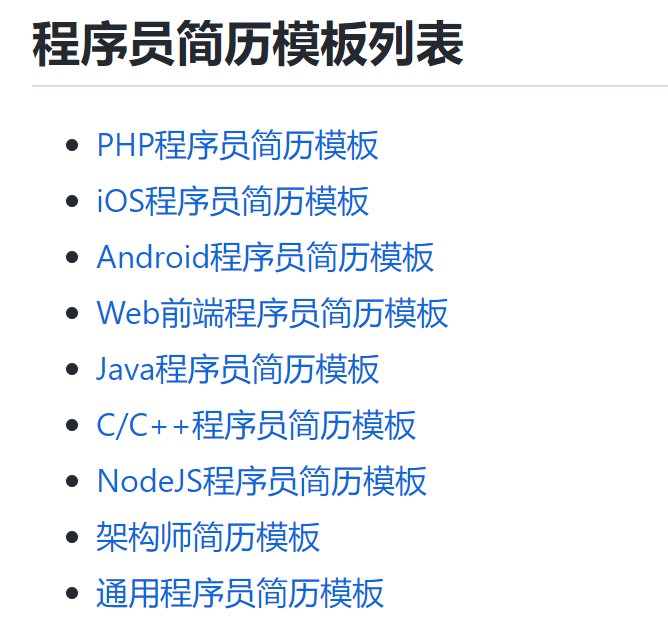 程序员简历模板列表
PHP程序员简历模板
iOS程序员简历模板
Android程序员简历模板
Web前端程序员简历模板
Java程序员简历模板
C/C++程序员简历模板
NodeJS程序员简历模板
架构师简历模板
通用程序员简历模板